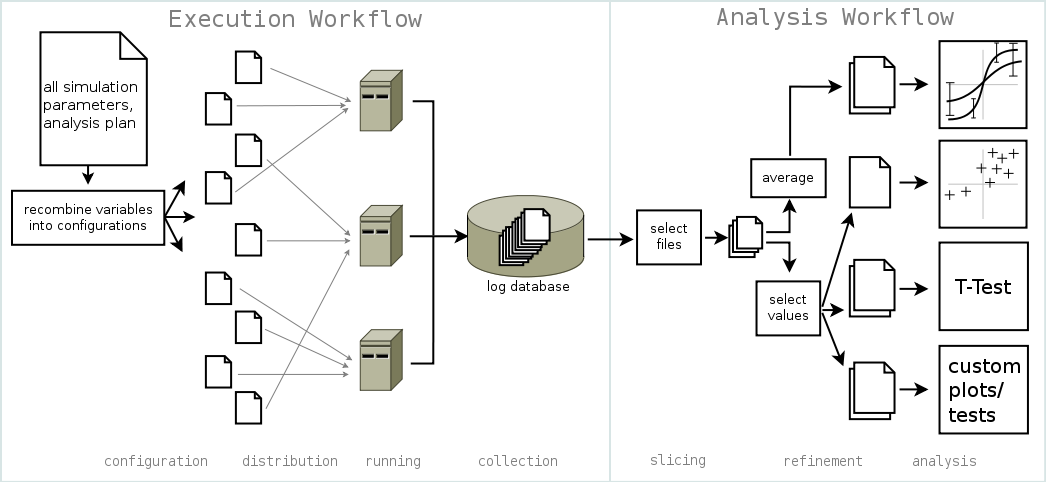 Execution Workflow
Analysis Workflow
all simulation
parameters,
analysis plan
recombine variables
into configurations
log database
select
files
average
select
values
T-Test
custom
plots/
tests
configuration
distribution
running
collection
slicing
refinement
analysis